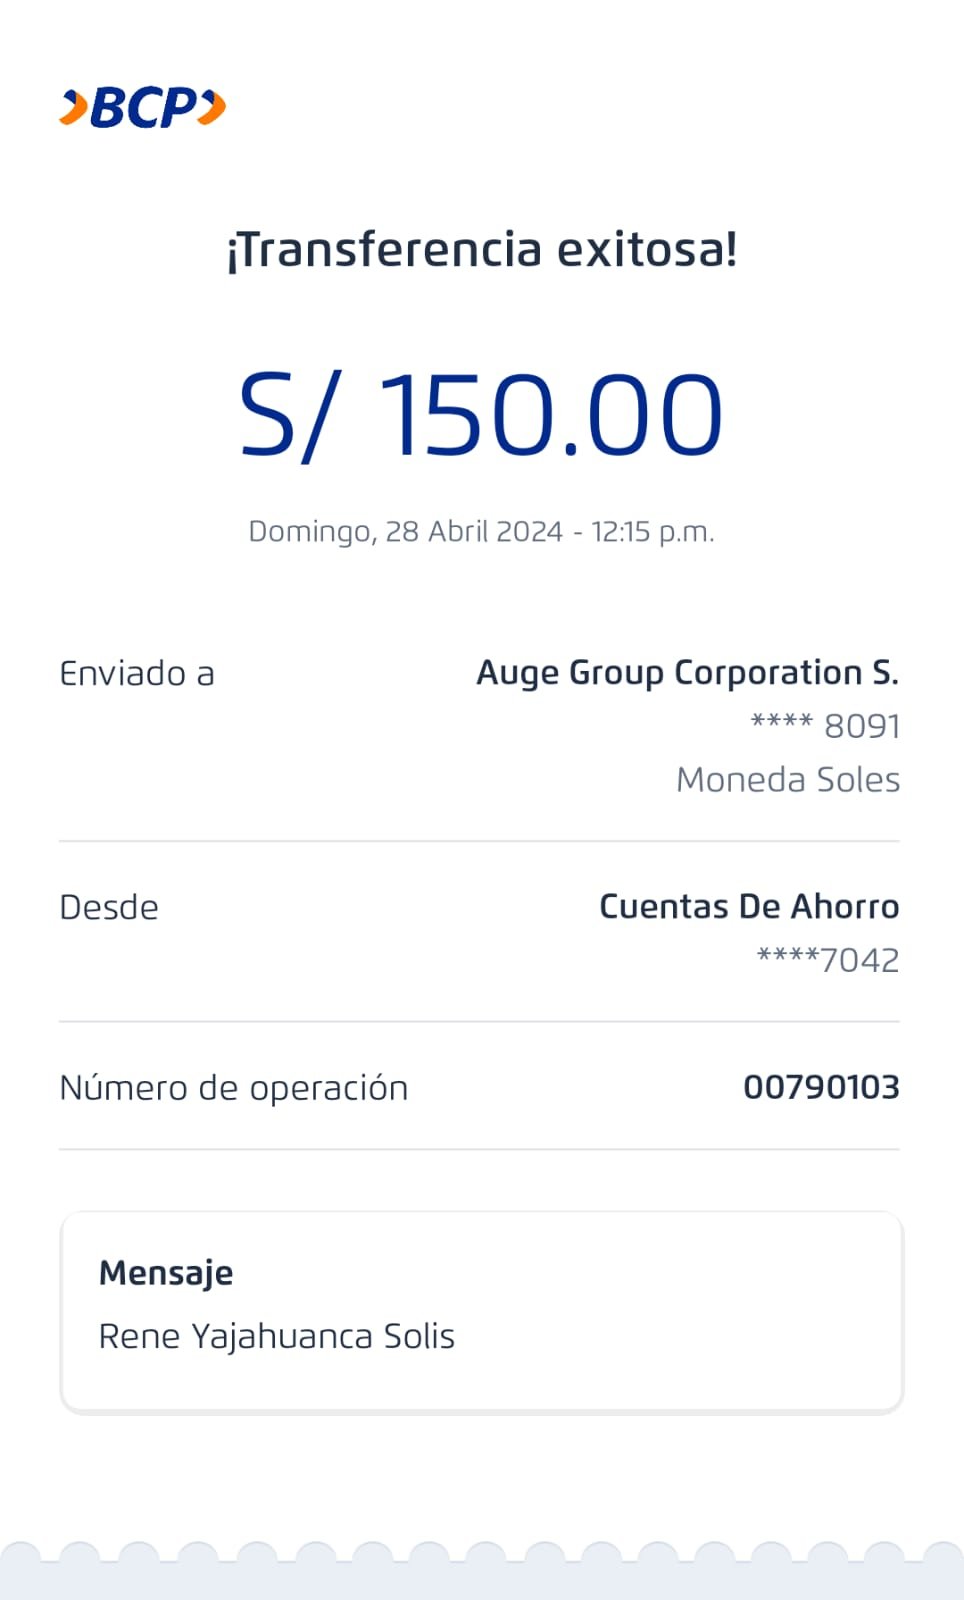 BCP
¡Transferencia exitosa!
S/ 150.00
Domingo, 28 Abril 2024 - 12:15 p.m.
Enviado a
Auge Group Corporation S.
**** 8091
Moneda Soles
Desde
Cuentas De Ahorro
****7042
Número de operación
00790103
Mensaje
Rene Yajahuanca Solis